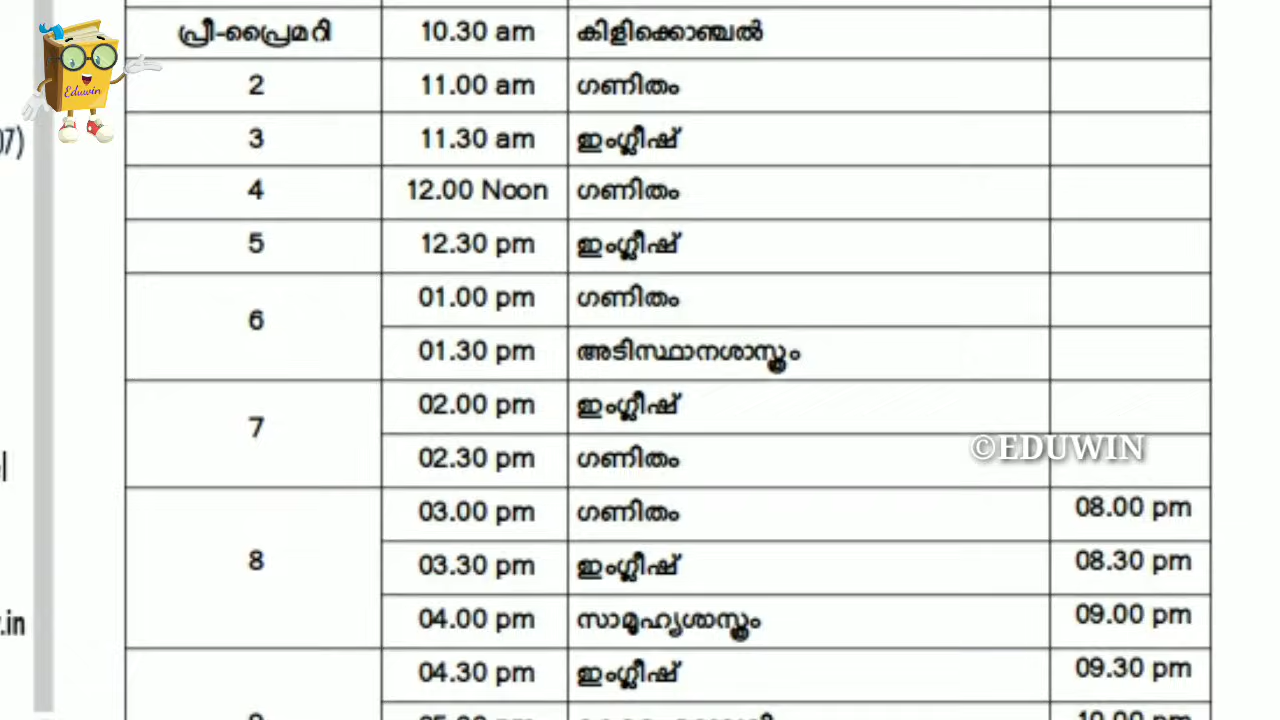 Eduwin
07)
.in
പ്രീ-പ്രൈമറി 10.30 am കിളിക്കൊഞ്ചൽ
2 11.00 am ഗണിതം
3 11.30 am ഇംഗ്ലീഷ്
4 12.00 Noon ഗണിതം
5 12.30 pm ഇംഗ്ലീഷ്
6 01.00 pm ഗണിതം
01.30 pm അടിസ്ഥാനശാസ്ത്രം
7 02.00 pm ഇംഗ്ലീഷ്
02.30 pm ഗണിതം
©EDUWIN
8 03.00 pm ഗണിതം 08.00 pm
03.30 pm ഇംഗ്ലീഷ് 08.30 pm
04.00 pm സാമൂഹ്യശാസ്ത്രം 09.00 pm
04.30 pm ഇംഗ്ലീഷ് 09.30 pm